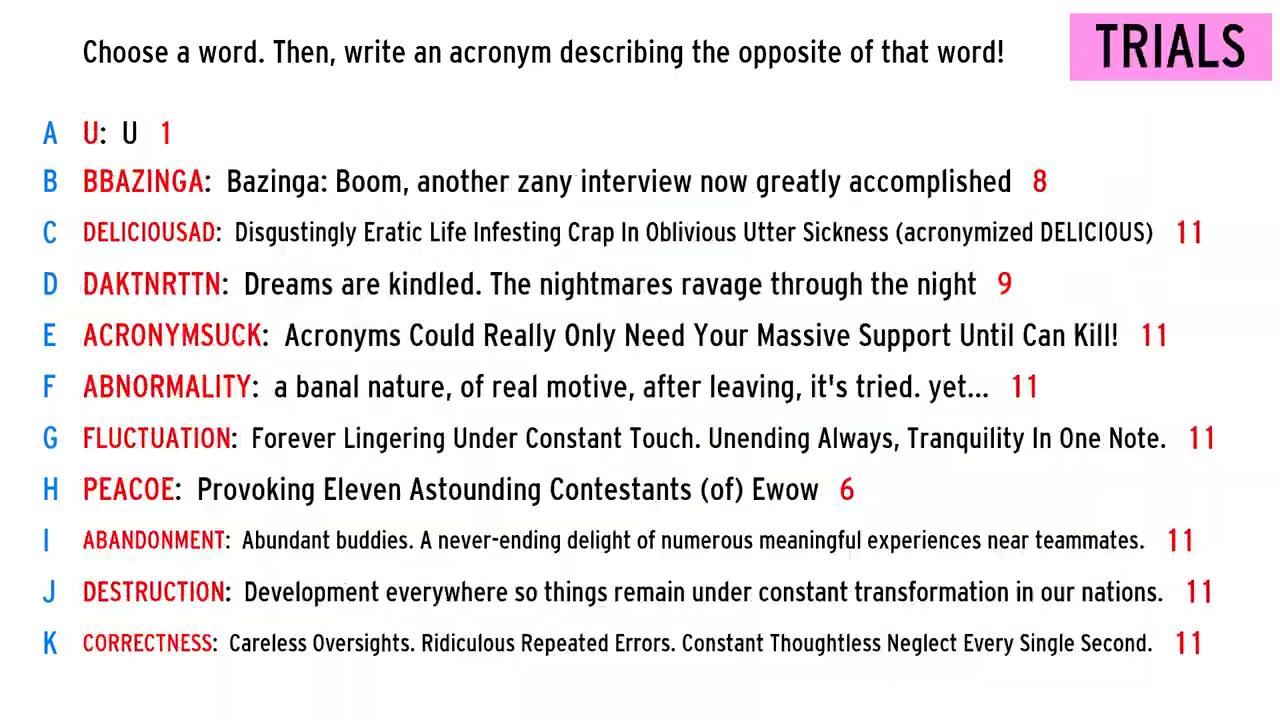 Choose a word. Then, write an acronym describing the opposite of that word!
TRIALS
A U: U 1
B BBAZINGA: Bazinga: Boom, another zany interview now greatly accomplished 8
C DELICIOUSAD: Disgustingly Eratic Life Infesting Crap In Oblivious Utter Sickness (acronymized DELICIOUS) 11
D DAKTNRTTN: Dreams are kindled. The nightmares ravage through the night 9
E ACRONYMSUCK: Acronyms Could Really Only Need Your Massive Support Until Can Kill! 11
F ABNORMALITY: a banal nature, of real motive, after leaving, it's tried. yet... 11
G FLUCTUATION: Forever Lingering Under Constant Touch. Unending Always, Tranquility In One Note. 11
H PEACOE: Provoking Eleven Astounding Contestants (of) Ewow 6
I ABANDONMENT: Abundant buddies. A never-ending delight of numerous meaningful experiences near teammates. 11
J DESTRUCTION: Development everywhere so things remain under constant transformation in our nations. 11
K CORRECTNESS: Careless Oversights. Ridiculous Repeated Errors. Constant Thoughtless Neglect Every Single Second. 11